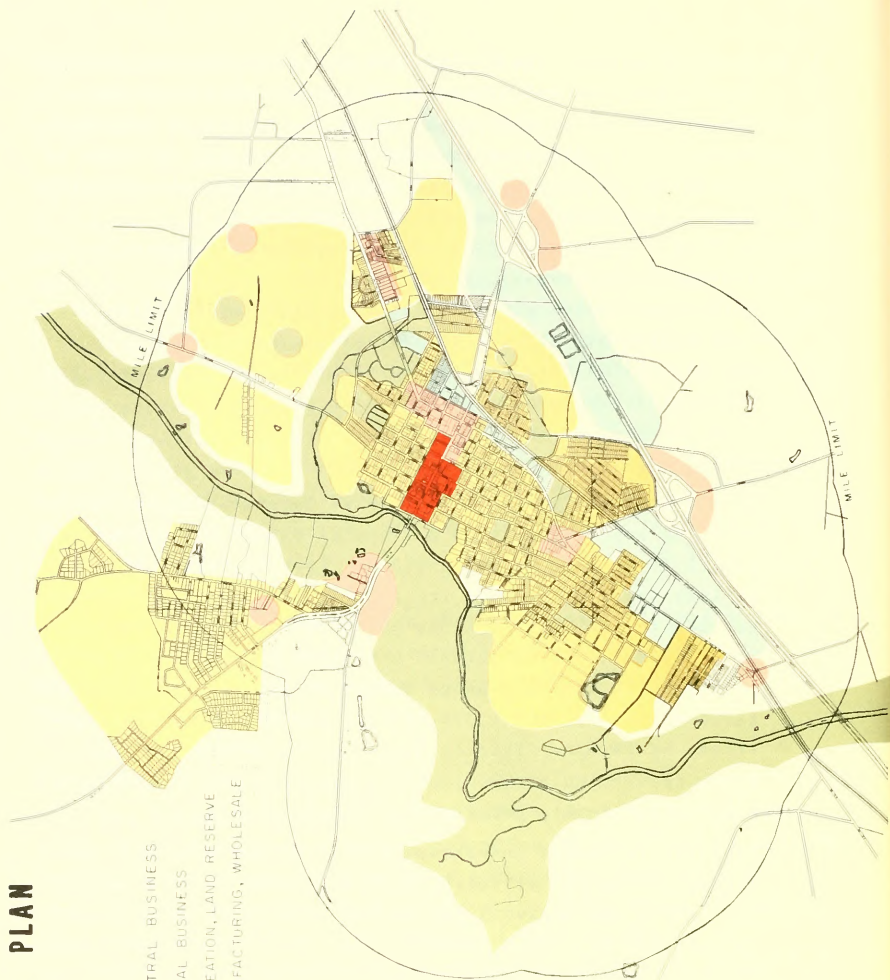 PLAN
TRAL BUSINESS
AL BUSINESS
EATION, LAND RESERVE
FACTURING, WHOLESALE
MILE LIMIT
MILE LIMIT